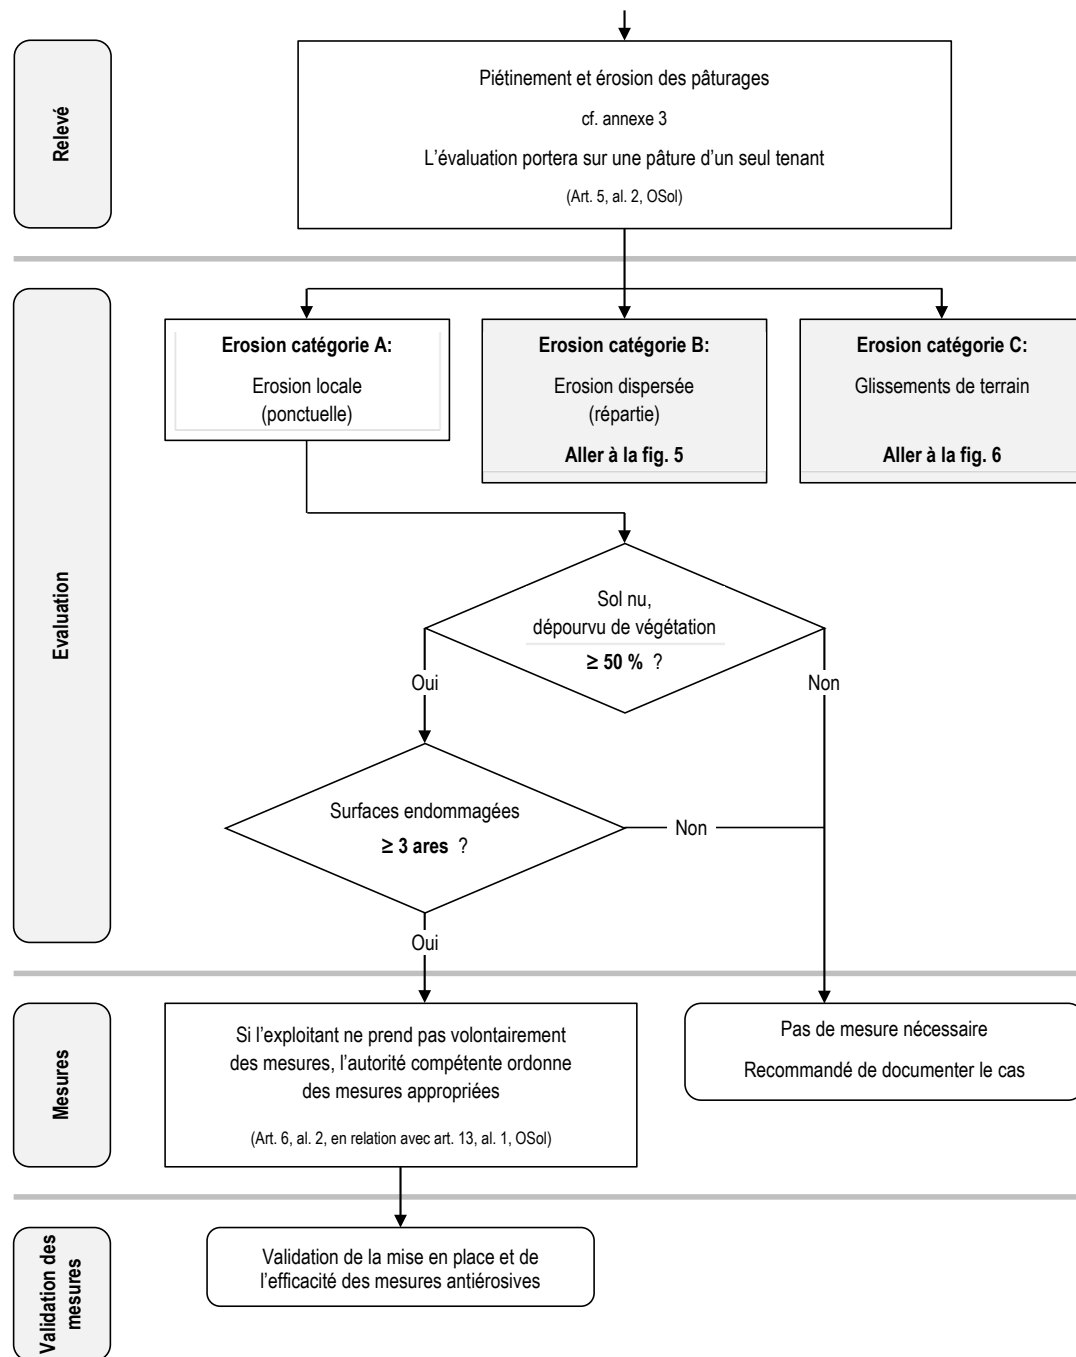 Relevé
Piétinement et érosion des pâturages
cf. annexe 3
L'évaluation portera sur une pâture d'un seul tenant
(Art. 5, al. 2, OSol)
Evaluation
Erosion catégorie A:
Erosion locale
(ponctuelle)
Erosion catégorie B:
Erosion dispersée
(répartie)
Aller à la fig. 5
Erosion catégorie C:
Glissements de terrain
Aller à la fig. 6
Sol nu,
dépourvu de végétation
≥ 50 % ?
Oui
Non
Surfaces endommagées
≥ 3 ares ?
Non
Oui
Mesures
Si l'exploitant ne prend pas volontairement
des mesures, l'autorité compétente ordonne
des mesures appropriées
(Art. 6, al. 2, en relation avec art. 13, al. 1, OSol)
Pas de mesure nécessaire
Recommandé de documenter le cas
Validation des
mesures
Validation de la mise en place et de
l'efficacité des mesures antiérosives